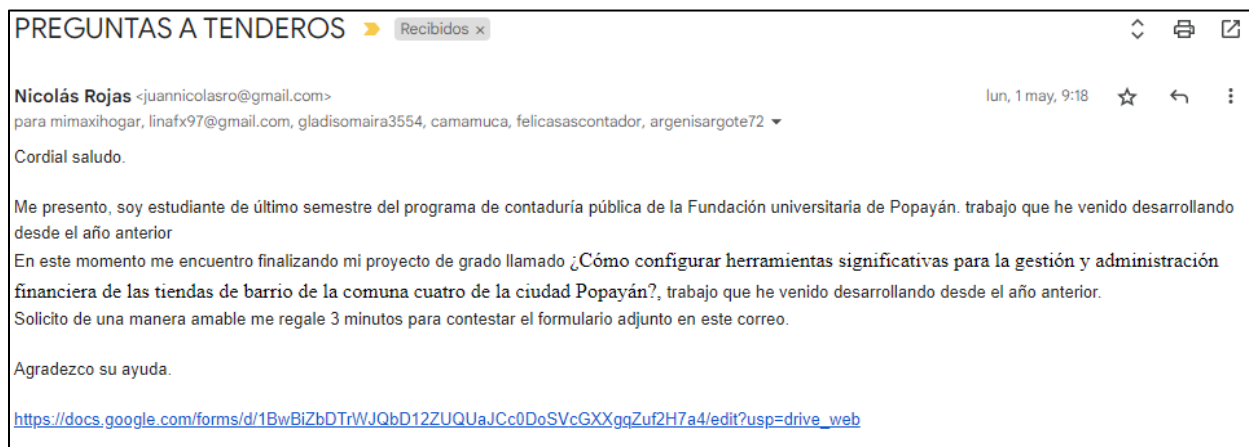 PREGUNTAS A TENDEROS Recibidos x
Nicolás Rojas <juannicolasro@gmail.com> lun, 1 may, 9:18
para mimaxihogar, linafx97@gmail.com, gladisomaira3554, camamuca, felicasascontador, argenisargote72
Cordial saludo.
Me presento, soy estudiante de último semestre del programa de contaduría pública de la Fundación universitaria de Popayán. trabajo que he venido desarrollando
desde el año anterior
En este momento me encuentro finalizando mi proyecto de grado llamado ¿Cómo configurar herramientas significativas para la gestión y administración
financiera de las tiendas de barrio de la comuna cuatro de la ciudad Popayán?, trabajo que he venido desarrollando desde el año anterior.
Solicito de una manera amable me regale 3 minutos para contestar el formulario adjunto en este correo.
Agradezco su ayuda.
https://docs.google.com/forms/d/1BwBiZbDTrWJQbD12ZUQUaJCc0DoSVcGXXgqZuf2H7a4/edit?usp=drive_web